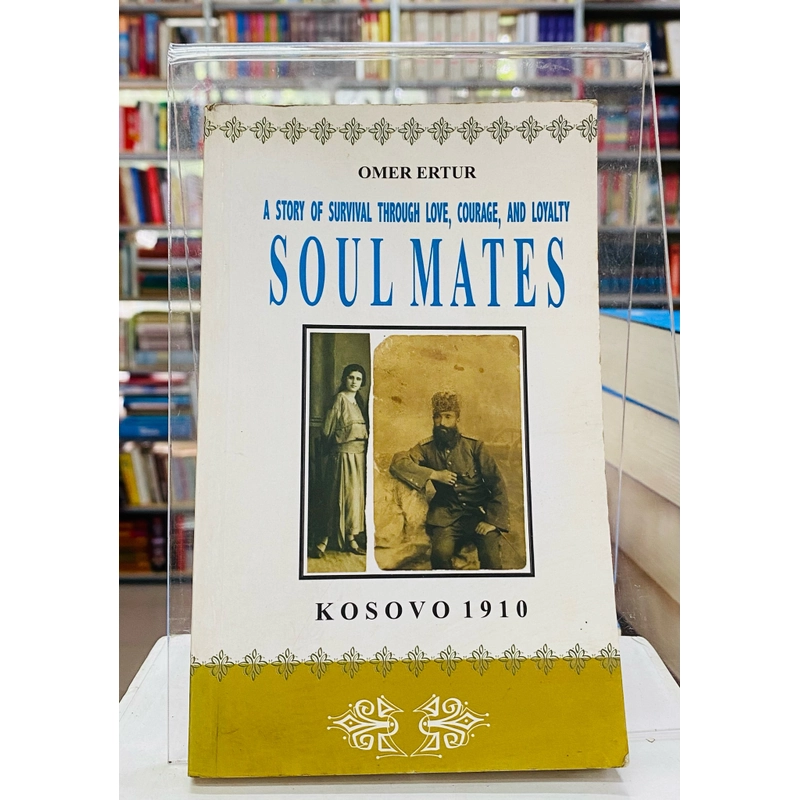 OMER ERTUR
A STORY OF SURVIVAL THROUGH LOVE, COURAGE, AND LOYALTY
SOUL MATES
KOSOVO 1910